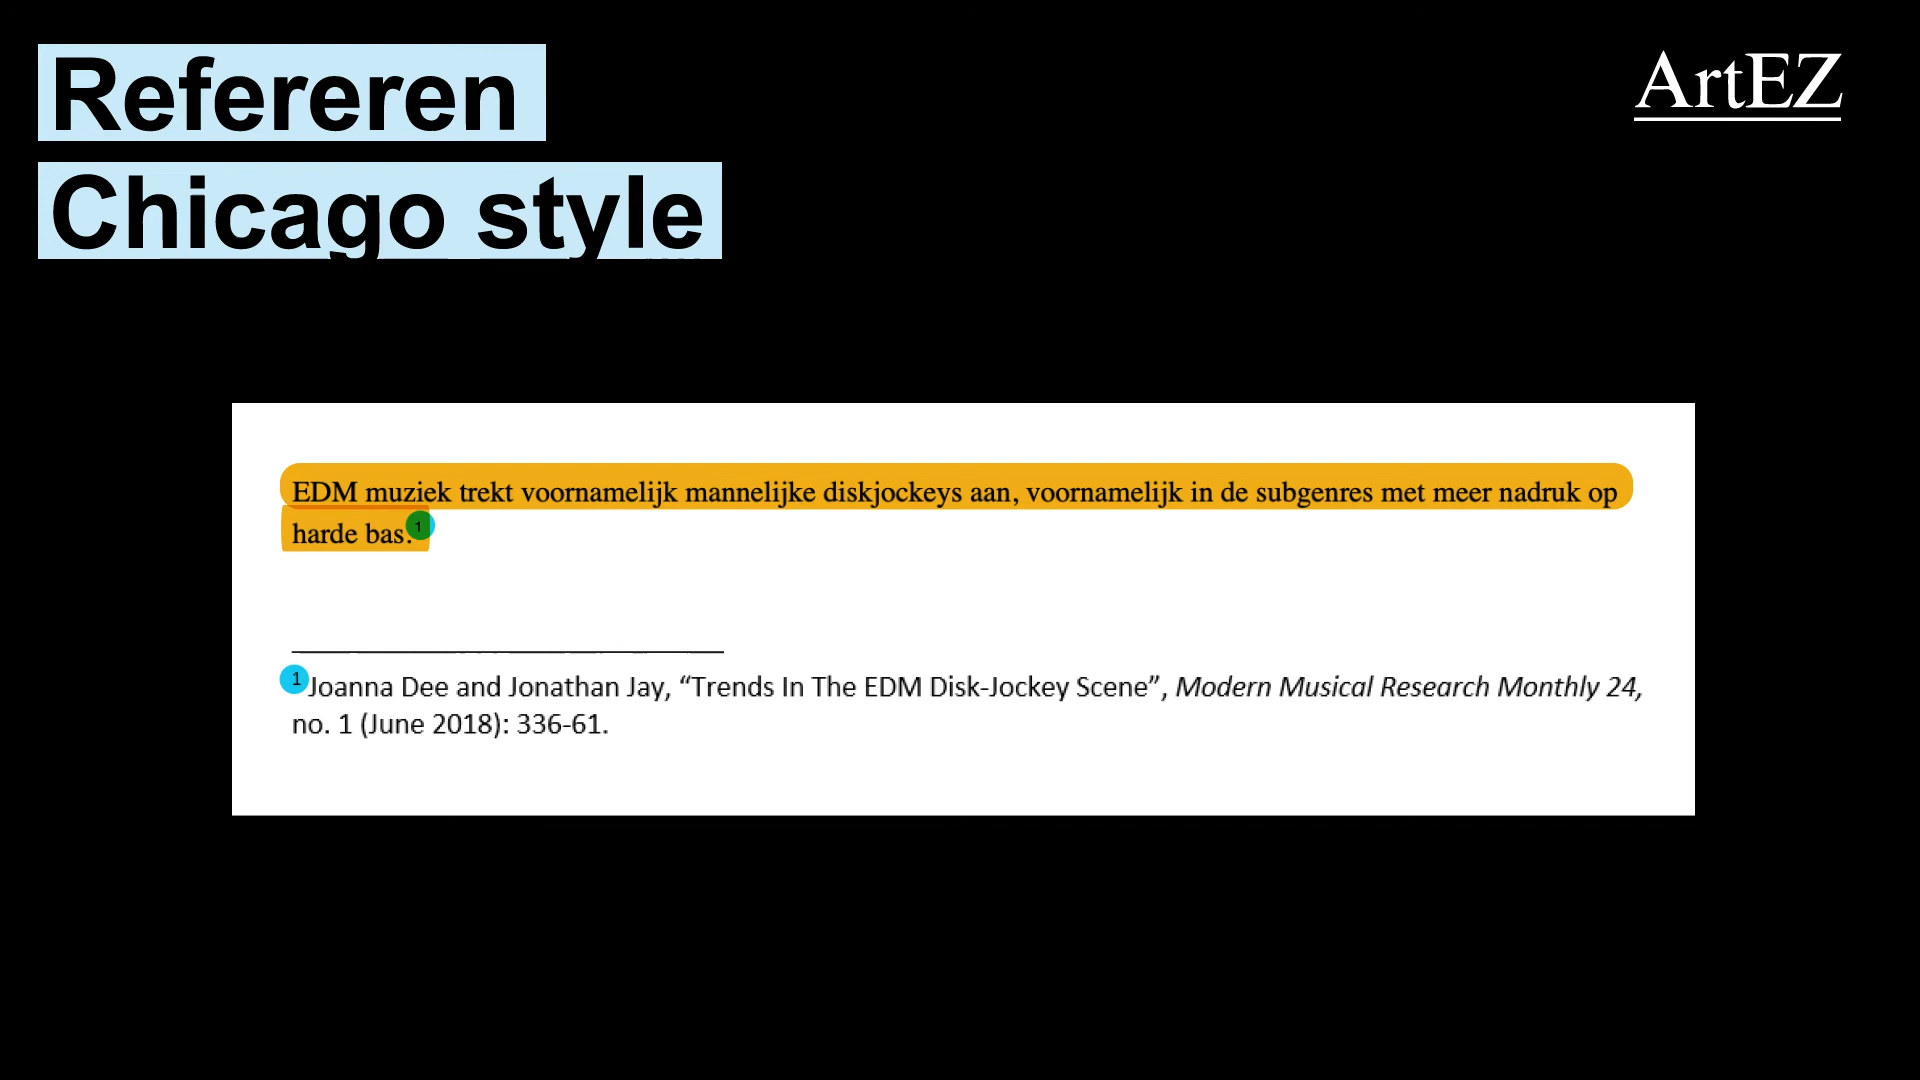 Refereren
Chicago style
ArtEZ
EDM muziek trekt voornamelijk mannelijke diskjockeys aan, voornamelijk in de subgenres met meer nadruk op
harde bas.1
1 Joanna Dee and Jonathan Jay, “Trends In The EDM Disk-Jockey Scene”, Modern Musical Research Monthly 24,
no. 1 (June 2018): 336-61.